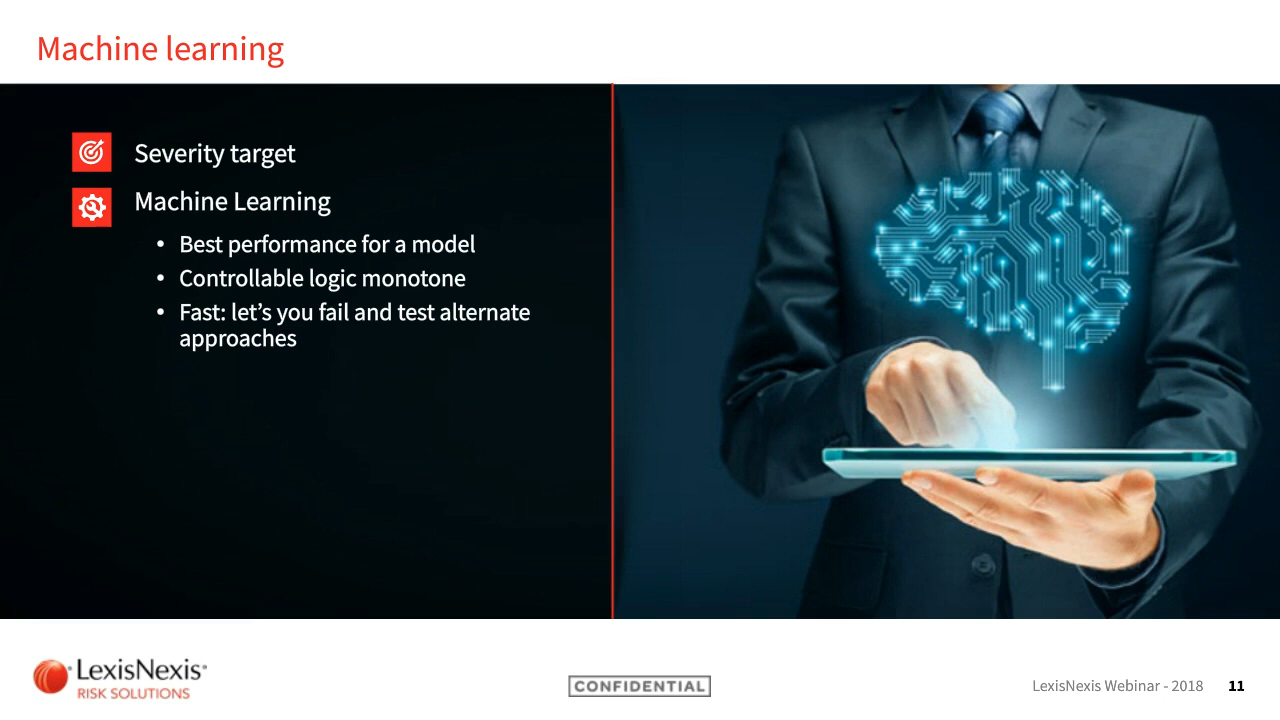 Machine learning
Severity target
Machine Learning
• Best performance for a model
• Controllable logic monotone
• Fast: let’s you fail and test alternate
approaches
LexisNexis®
RISK SOLUTIONS
CONFIDENTIAL
LexisNexis Webinar - 2018 11